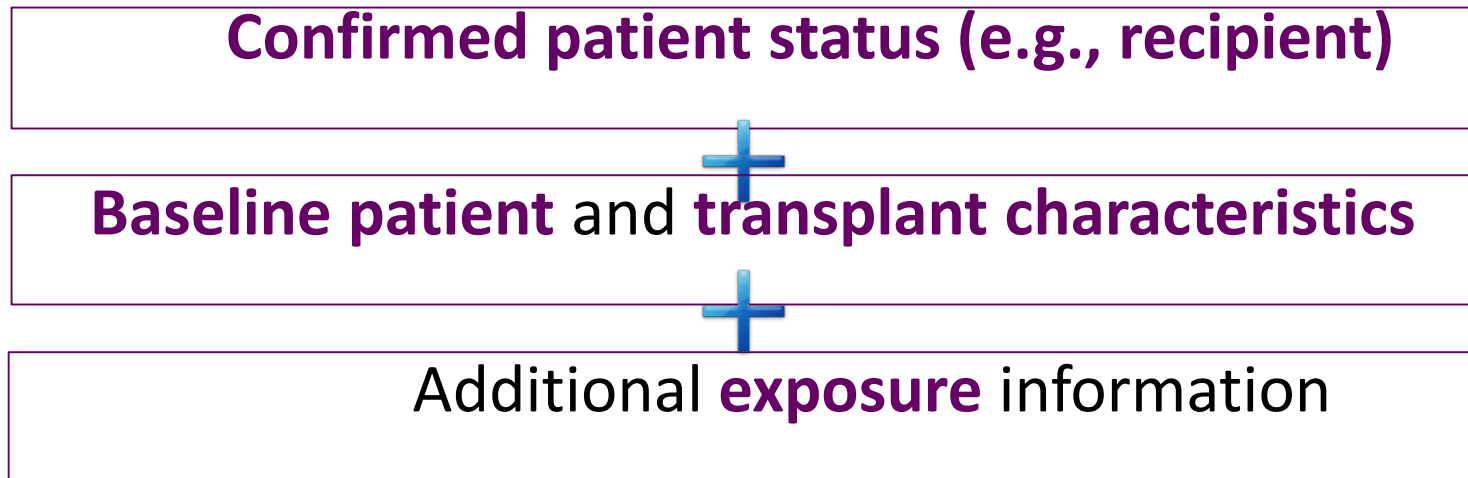 Confirmed patient status (e.g., recipient)
Baseline patient and transplant characteristics
Additional exposure information